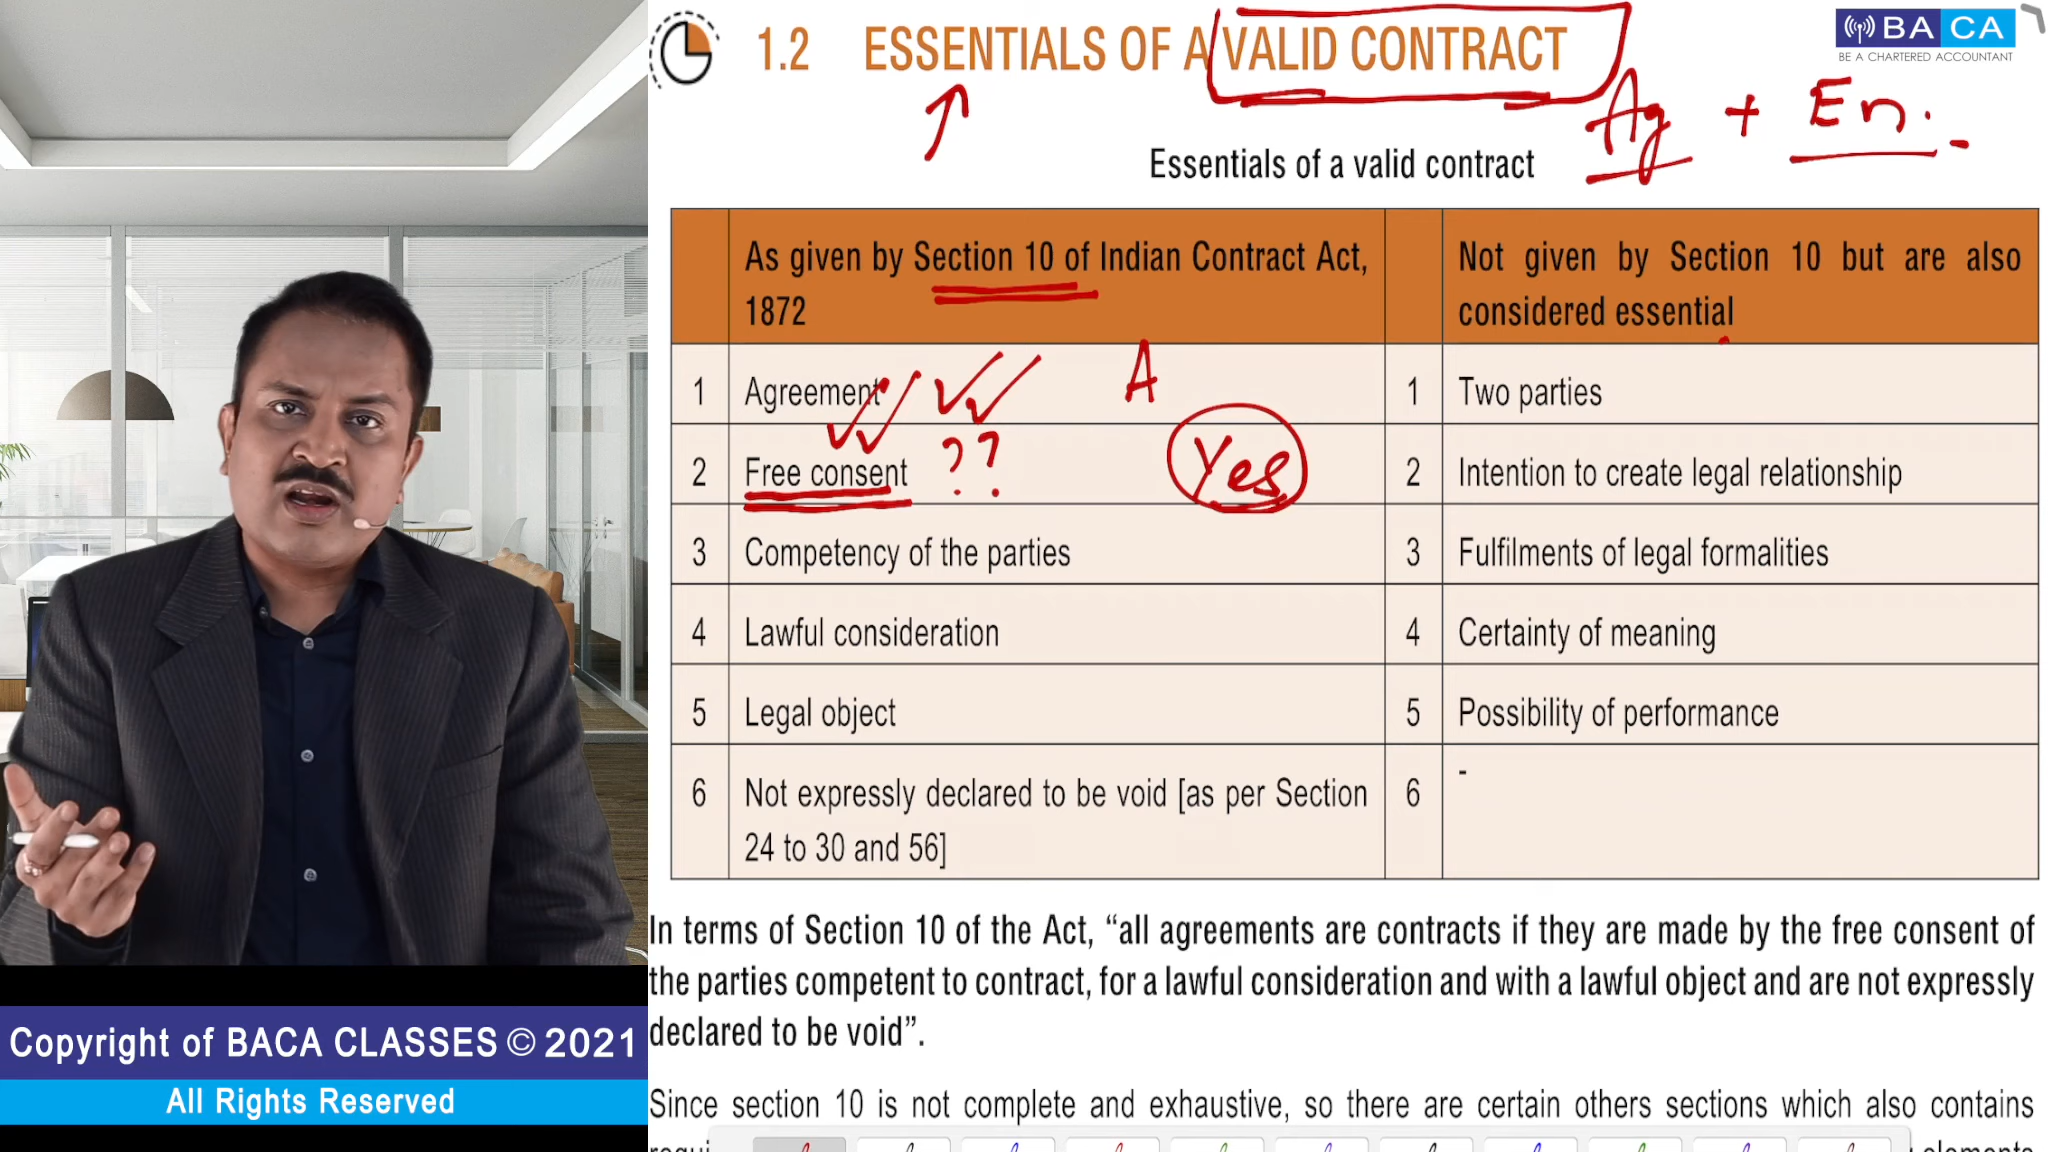 1.2 ESSENTIALS OF A VALID CONTRACT
BACA
BE A CHARTERED ACCOUNTANT
Ag + En.
Essentials of a valid contract
As given by Section 10 of Indian Contract Act,
1872
Not given by Section 10 but are also
considered essential
1 Agreement A 1 Two parties
2 Free consent ?? Yes 2 Intention to create legal relationship
3 Competency of the parties 3 Fulfilments of legal formalities
4 Lawful consideration 4 Certainty of meaning
5 Legal object 5 Possibility of performance
6 Not expressly declared to be void [as per Section
24 to 30 and 56]
6 -
In terms of Section 10 of the Act, “all agreements are contracts if they are made by the free consent of
the parties competent to contract, for a lawful consideration and with a lawful object and are not expressly
declared to be void”.
Since section 10 is not complete and exhaustive, so there are certain others sections which also contains
elements
Copyright of BACA CLASSES © 2021
All Rights Reserved